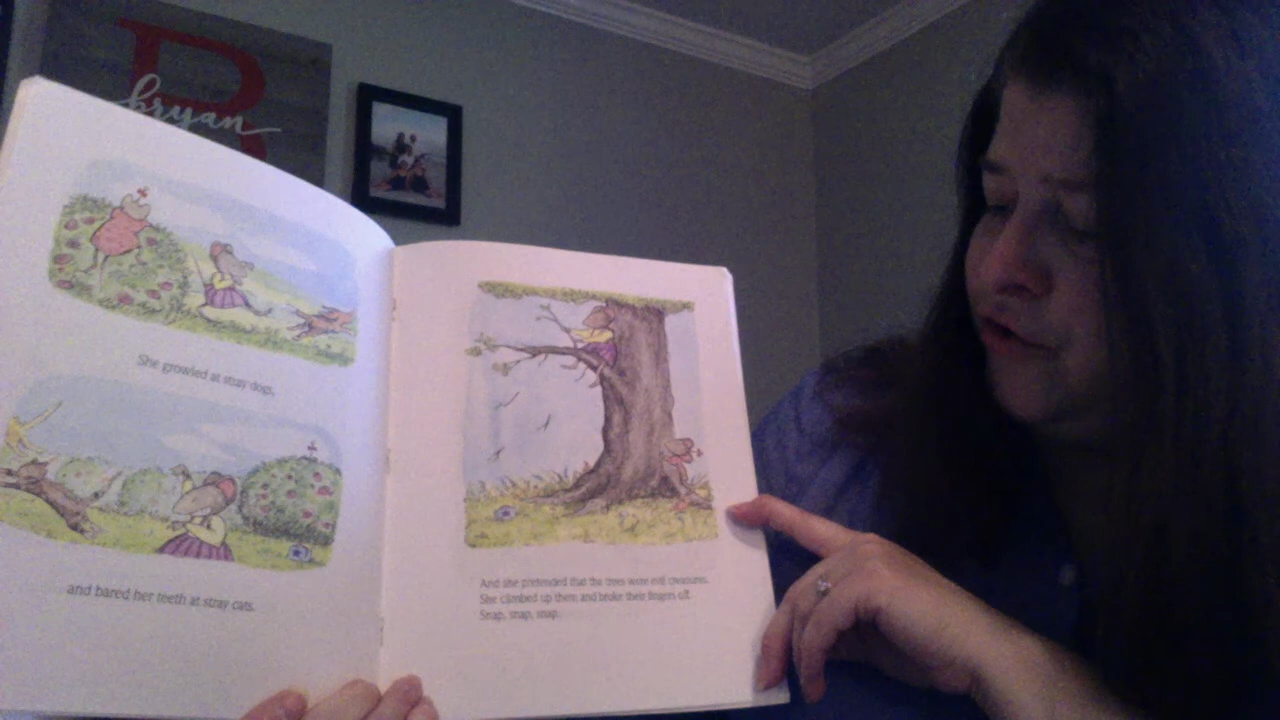 B
bryan
She growled at stray dogs,
and bared her teeth at stray cats.
And she pretended that the trees were evil creatures.
She climbed up them and broke their fingers off.
Snap, snap, snap.